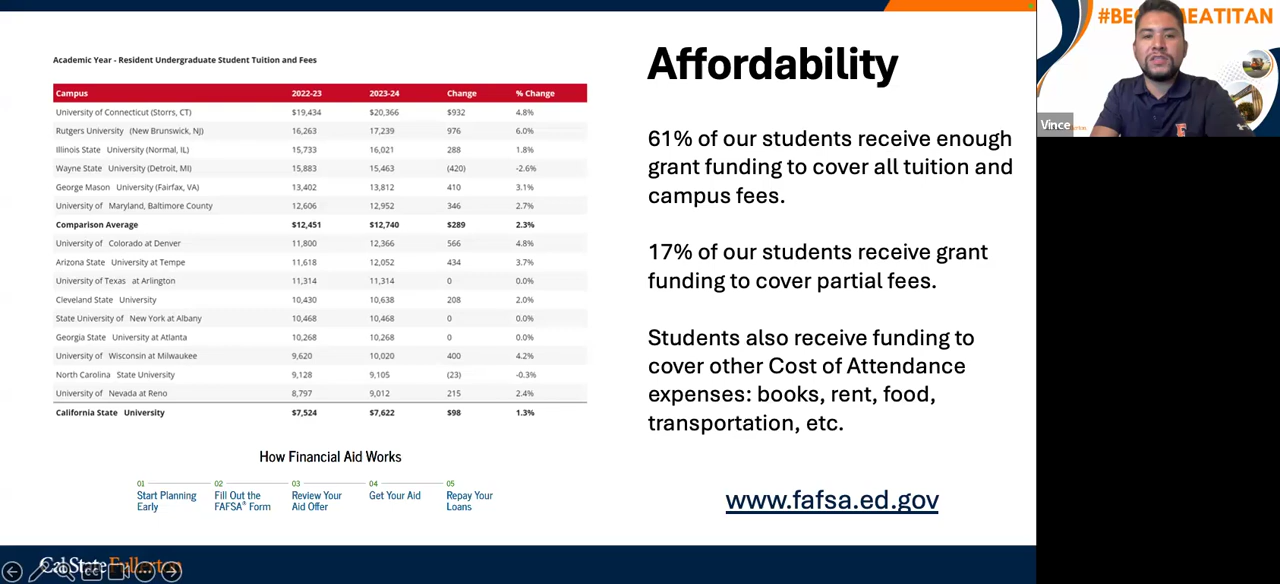 Academic Year - Resident Undergraduate Student Tuition and Fees
Campus 2022-23 2023-24 Change % Change
University of Connecticut (Storrs, CT) $19,434 $20,366 $932 4.8%
Rutgers University (New Brunswick, NJ) 16,263 17,239 976 6.0%
Illinois State University (Normal, IL) 15,733 16,021 288 1.8%
Wayne State University (Detroit, MI) 15,883 15,463 (420) -2.6%
George Mason University (Fairfax, VA) 13,402 13,812 410 3.1%
University of Maryland, Baltimore County 12,606 12,952 346 2.7%
Comparison Average $12,451 $12,740 $289 2.3%
University of Colorado at Denver 11,800 12,366 566 4.8%
Arizona State University at Tempe 11,618 12,052 434 3.7%
University of Texas at Arlington 11,314 11,314 0 0.0%
Cleveland State University 10,430 10,638 208 2.0%
State University of New York at Albany 10,468 10,468 0 0.0%
Georgia State University at Atlanta 10,268 10,268 0 0.0%
University of Wisconsin at Milwaukee 9,620 10,020 400 4.2%
North Carolina State University 9,128 9,105 (23) -0.3%
University of Nevada at Reno 8,797 9,012 215 2.4%
California State University $7,524 $7,622 $98 1.3%
How Financial Aid Works
01 02 03 04 05
Start Planning Fill Out the Review Your Get Your Aid Repay Your
Early FAFSA® Form Aid Offer Loans
Affordability
61% of our students receive enough
grant funding to cover all tuition and
campus fees.
17% of our students receive grant
funding to cover partial fees.
Students also receive funding to
cover other Cost of Attendance
expenses: books, rent, food,
transportation, etc.
www.fafsa.ed.gov
Cal State Fullerton
CC
Vince